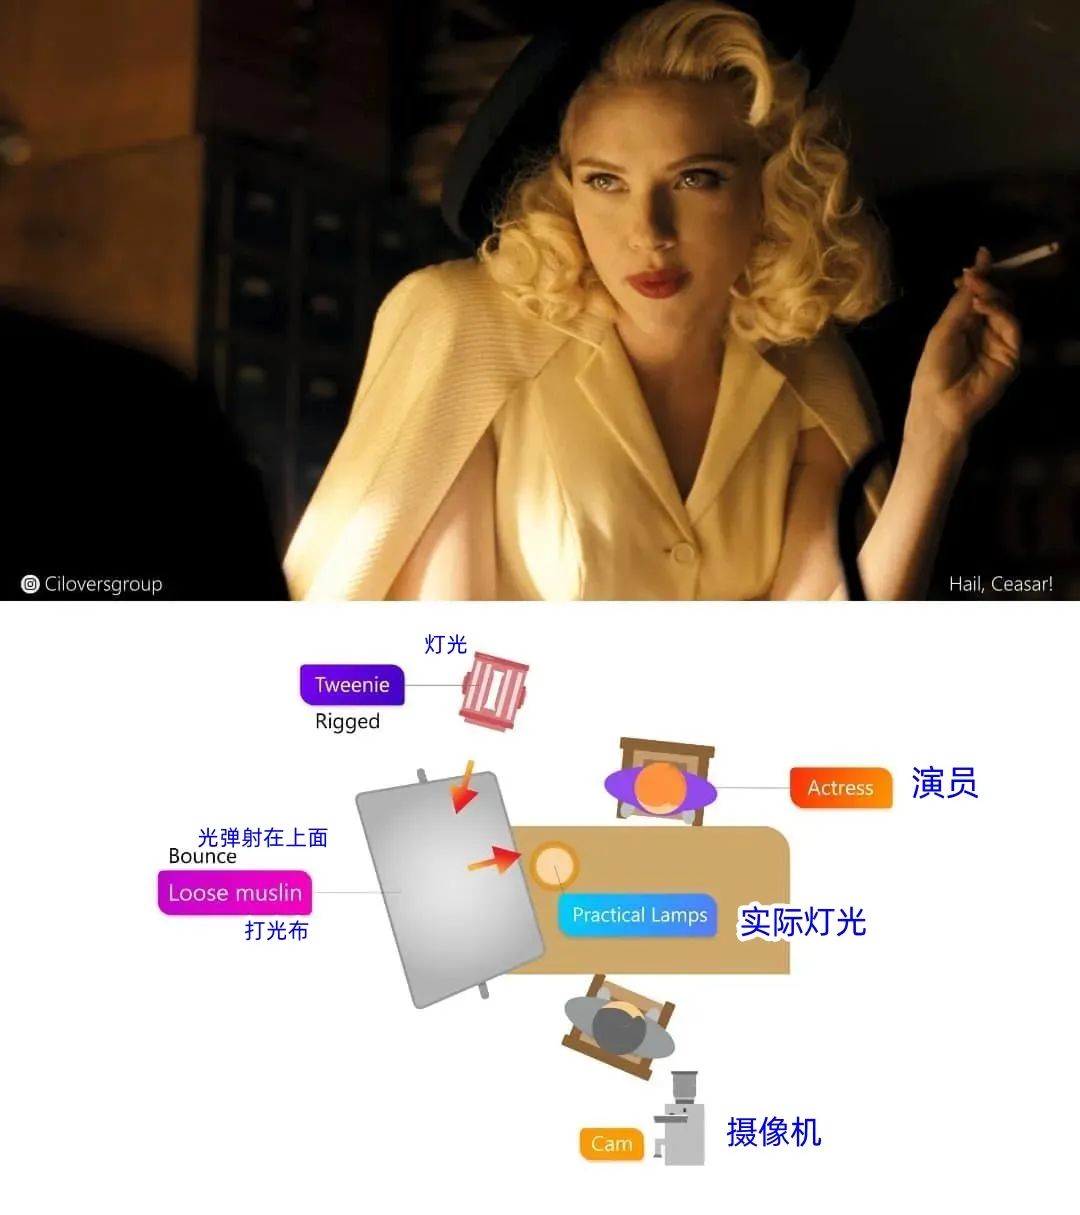 Ciloversgroup
Hail, Ceasar!
灯光
Tweenie
Rigged
Actress
演员
光弹射在上面
Bounce
Loose muslin
打光布
Practical Lamps
实际灯光
Cam
摄像机